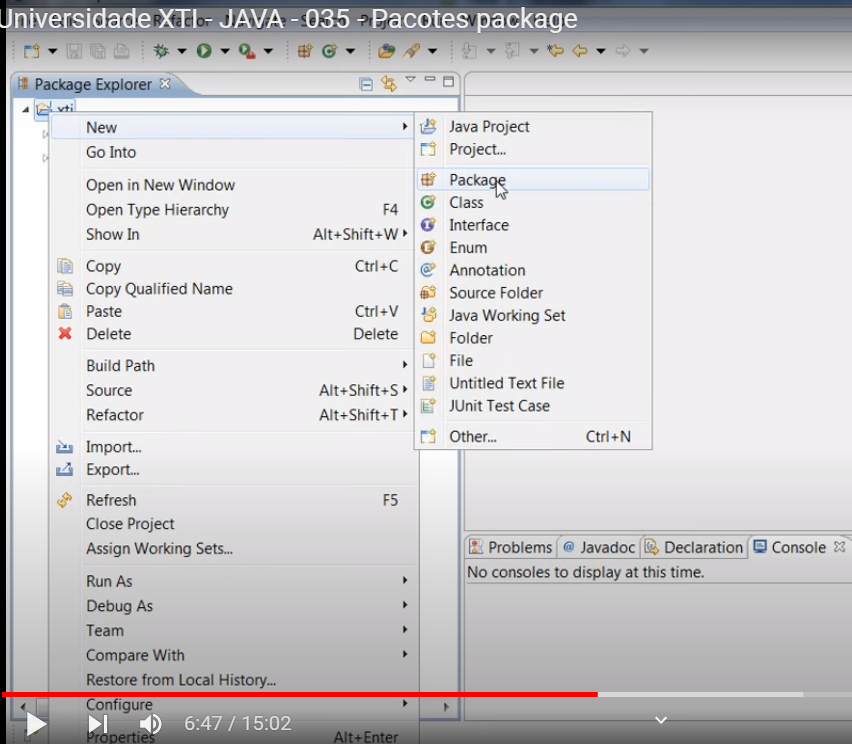 Universidade XTI - JAVA - 035 - Pacotes package
Package Explorer
xti
New
Go Into
Open in New Window
Open Type Hierarchy F4
Show In Alt+Shift+W
Copy Ctrl+C
Copy Qualified Name
Paste Ctrl+V
Delete Delete
Build Path
Source Alt+Shift+S
Refactor Alt+Shift+T
Import...
Export...
Refresh F5
Close Project
Assign Working Sets...
Run As
Debug As
Team
Compare With
Restore from Local History...
Configure
Properties Alt+Enter
Java Project
Project...
Package
Class
Interface
Enum
Annotation
Source Folder
Java Working Set
Folder
File
Untitled Text File
JUnit Test Case
Other... Ctrl+N
Problems @ Javadoc Declaration Console
No consoles to display at this time.
6:47 / 15:02